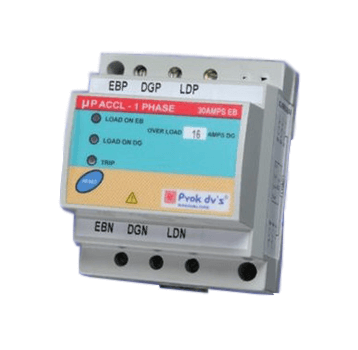 EBP DGP LDP
µP ACCL - 1 PHASE 30AMPS EB
LOAD ON EB
OVER LOAD 16 AMPS DG
LOAD ON DG
TRIP
RESET
Prok dv's
EBN DGN LDN